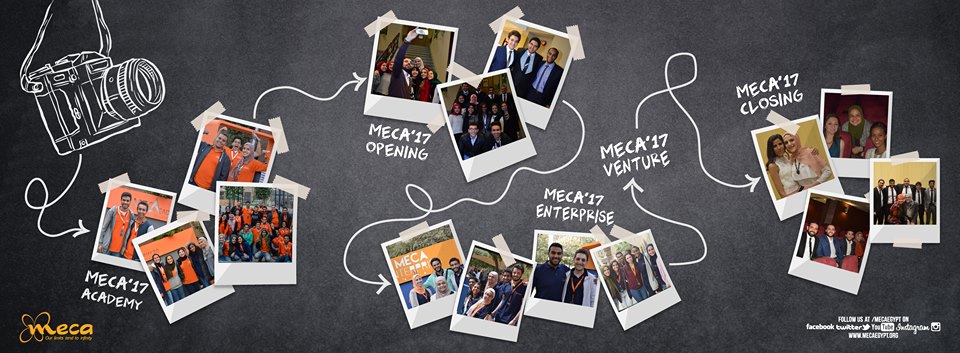 MECA'17
ACADEMY
MECA'17
OPENING
MECA
MECA'17
ENTERPRISE
MECA'17
VENTURE
MECA'17
CLOSING
meca
Our limits tend to infinity
FOLLOW US AT /MECAEGYPT ON
facebook twitter YouTube Instagram
WWW.MECAEGYPT.ORG